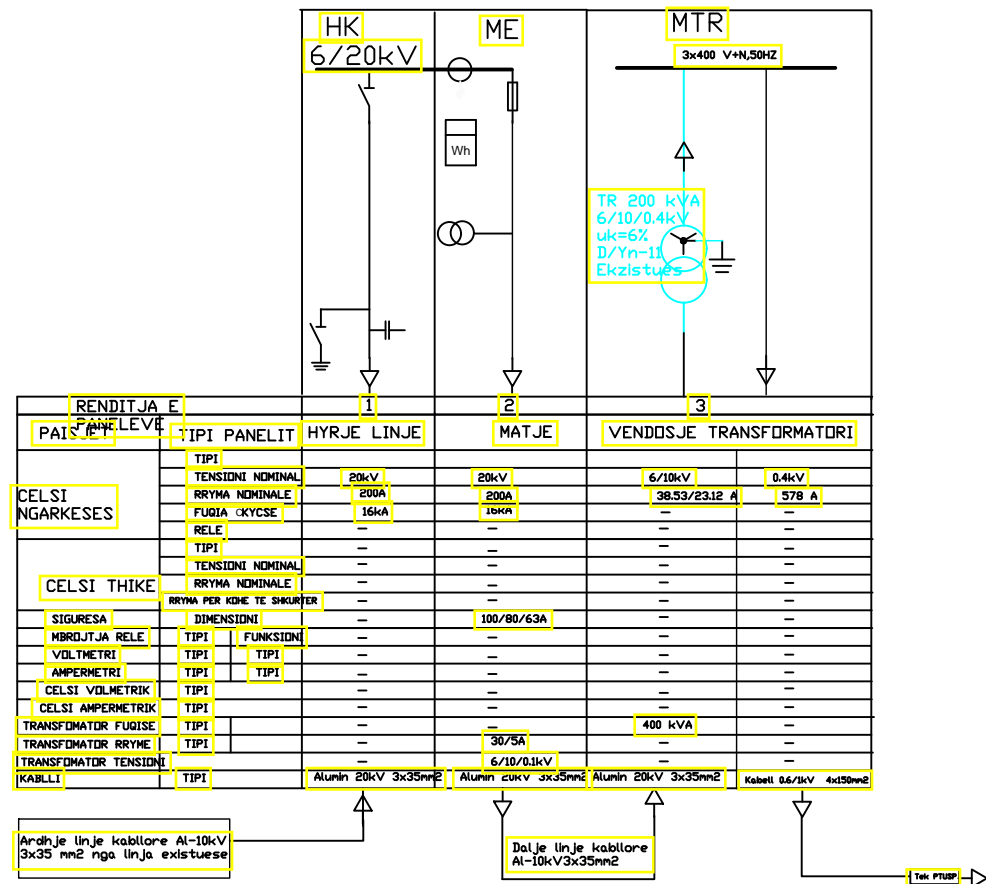 HK
ME
MTR
6/20kV
3x400 V+N,50HZ
Wh
TR 200 kVA
6/10/0.4kV
uk=6%
D/Yn-11
Ekzistues
RENDITJA E
PANELEVE
1
2
3
PAISJET
TIPI PANELIT
HYRJE LINJE
MATJE
VENDOSJE TRANSFORMATORI
CELSI
NGARKESES
TIPI
TENSIONI NOMINAL
20kV
20kV
6/10kV
0.4kV
RRYMA NOMINALE
200A
200A
38.53/23.12 A
578 A
FUQIA CKYCSE
16kA
16kA
- -
RELE
- - - -
CELSI THIKE
TIPI
- - - -
TENSIONI NOMINAL
- - - -
RRYMA NOMINALE
- - - -
RRYMA PER KOHE TE SHKURTER
- - - -
SIGURESA
DIMENSIONI
-
100/80/63A
- -
MBROJTJA RELE
TIPI
FUNKSIONI
- - - -
VOLTMETRI
TIPI
TIPI
- - - -
AMPERMETRI
TIPI
TIPI
- - - -
CELSI VOLMETRIK
TIPI
- - - -
CELSI AMPERMETRIK
TIPI
- - - -
TRANSFOMATOR FUQISE
TIPI
- -
400 kVA
-
TRANSFOMATOR RRYME
TIPI
-
30/5A
- -
TRANSFOMATOR TENSIONI
-
6/10/0.1kV
- -
KABLLI
TIPI
Alumin 20kV 3x35mm2
Alumin 20kV 3x35mm2
Alumin 20kV 3x35mm2
Kabell 0.6/1kV 4x150mm2
Ardhje linje kabllore Al-10kV
3x35 mm2 nga linja existuese
Dalje linje kabllore
Al-10kV3x35mm2
Tek PTUSP